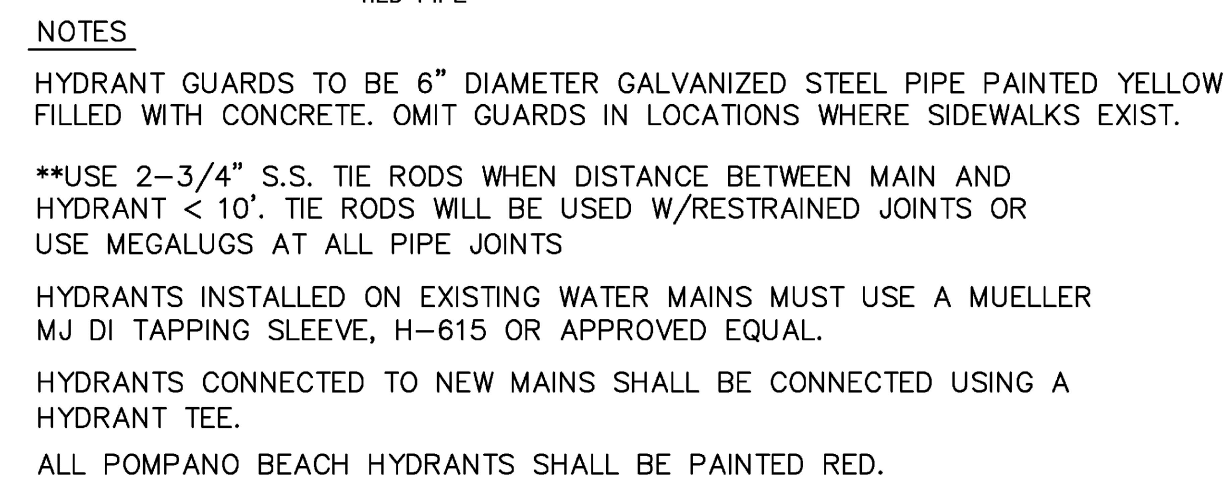 NOTES
HYDRANT GUARDS TO BE 6" DIAMETER GALVANIZED STEEL PIPE PAINTED YELLOW
FILLED WITH CONCRETE. OMIT GUARDS IN LOCATIONS WHERE SIDEWALKS EXIST.
**USE 2-3/4" S.S. TIE RODS WHEN DISTANCE BETWEEN MAIN AND
HYDRANT < 10'. TIE RODS WILL BE USED W/RESTRAINED JOINTS OR
USE MEGALUGS AT ALL PIPE JOINTS
HYDRANTS INSTALLED ON EXISTING WATER MAINS MUST USE A MUELLER
MJ DI TAPPING SLEEVE, H-615 OR APPROVED EQUAL.
HYDRANTS CONNECTED TO NEW MAINS SHALL BE CONNECTED USING A
HYDRANT TEE.
ALL POMPANO BEACH HYDRANTS SHALL BE PAINTED RED.